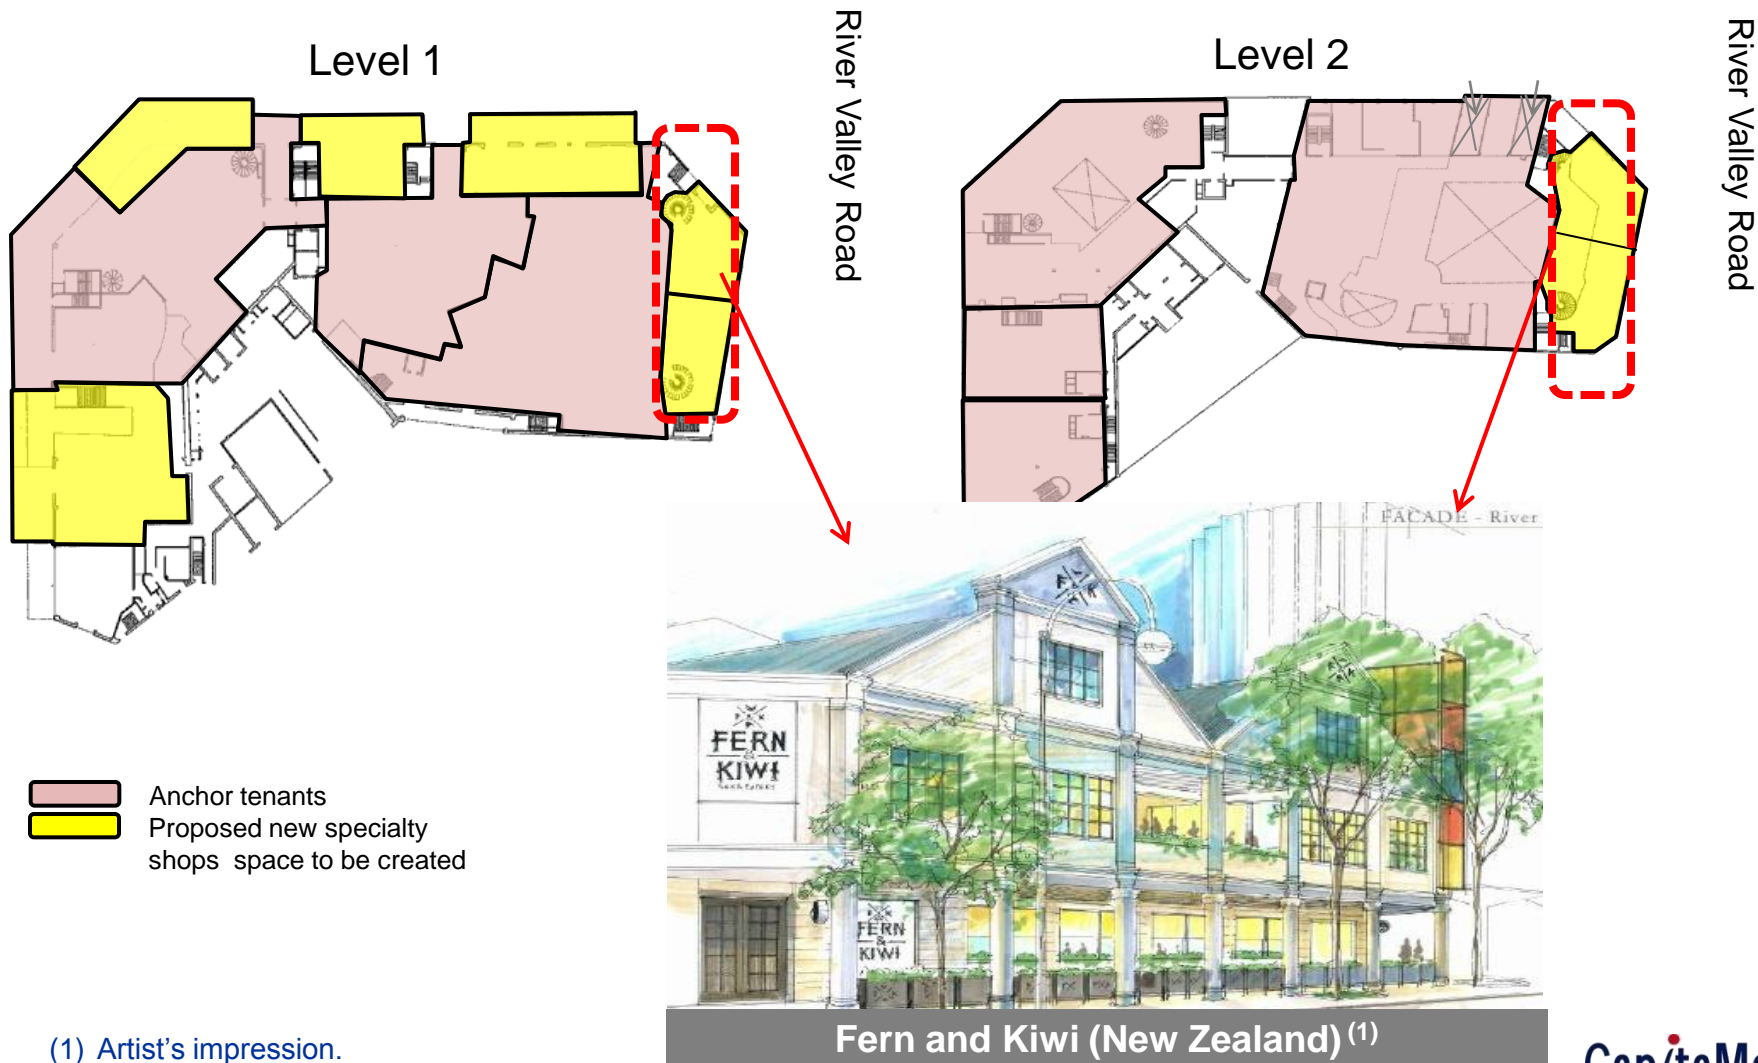 Level 1
River Valley Road
Level 2
River Valley Road
FACADE - River
FERN
&
KIWI
FERN
&
KIWI
Anchor tenants
Proposed new specialty
shops space to be created
Fern and Kiwi (New Zealand) (1)
(1) Artist's impression.